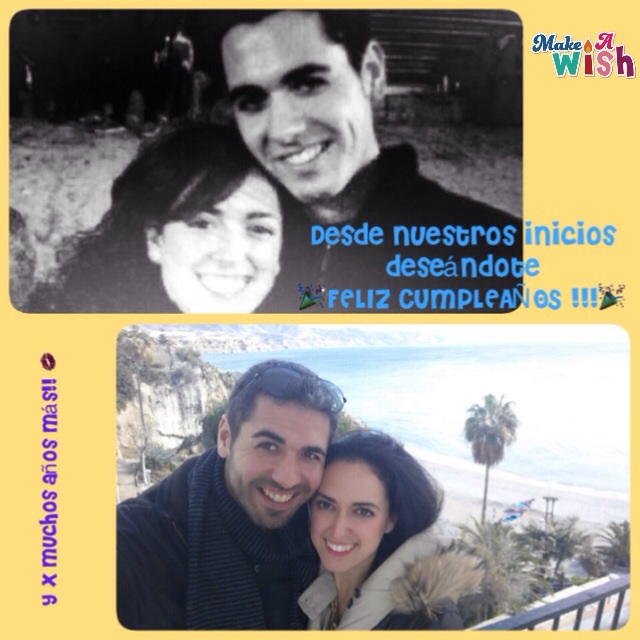 Make A
Wish
Desde nuestros inicios
deseándote
Feliz cumpleaños !!!
y x muchos años más!!